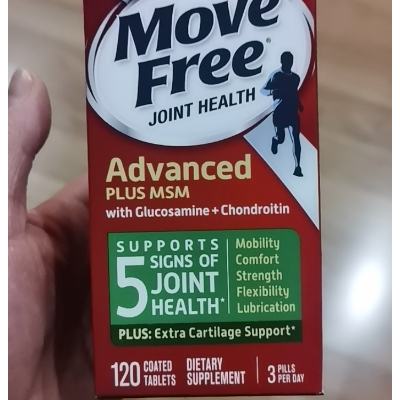 Move
Free®
JOINT HEALTH
Advanced
PLUS MSM
with Glucosamine + Chondroitin
SUPPORTS
5 SIGNS OF
JOINT
HEALTH*
Mobility
Comfort
Strength
Flexibility
Lubrication
PLUS: Extra Cartilage Support*
120 COATED
TABLETS
DIETARY
SUPPLEMENT
3 PILLS
PER DAY